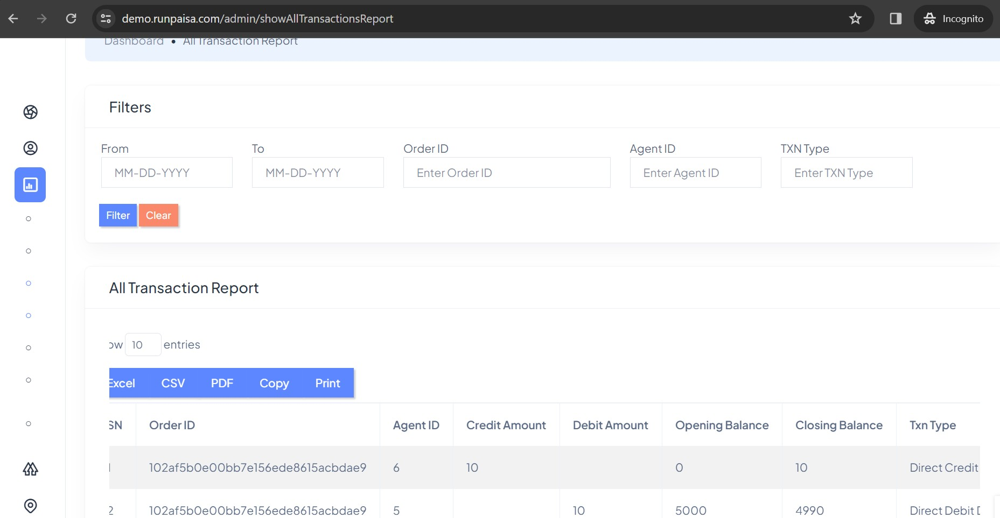 demo.runpaisa.com/admin/showAllTransactionsReport Incognito
Dashboard • All Transaction Report
Filters
From To Order ID Agent ID TXN Type
MM-DD-YYYY MM-DD-YYYY Enter Order ID Enter Agent ID Enter TXN Type
Filter Clear
All Transaction Report
ow 10 entries
Excel CSV PDF Copy Print
SN Order ID Agent ID Credit Amount Debit Amount Opening Balance Closing Balance Txn Type
1 102af5b0e00bb7e156ede8615acbdae9 6 10 0 10 Direct Credit
2 102af5b0e00bb7e156ede8615acbdae9 5 10 5000 4990 Direct Debit